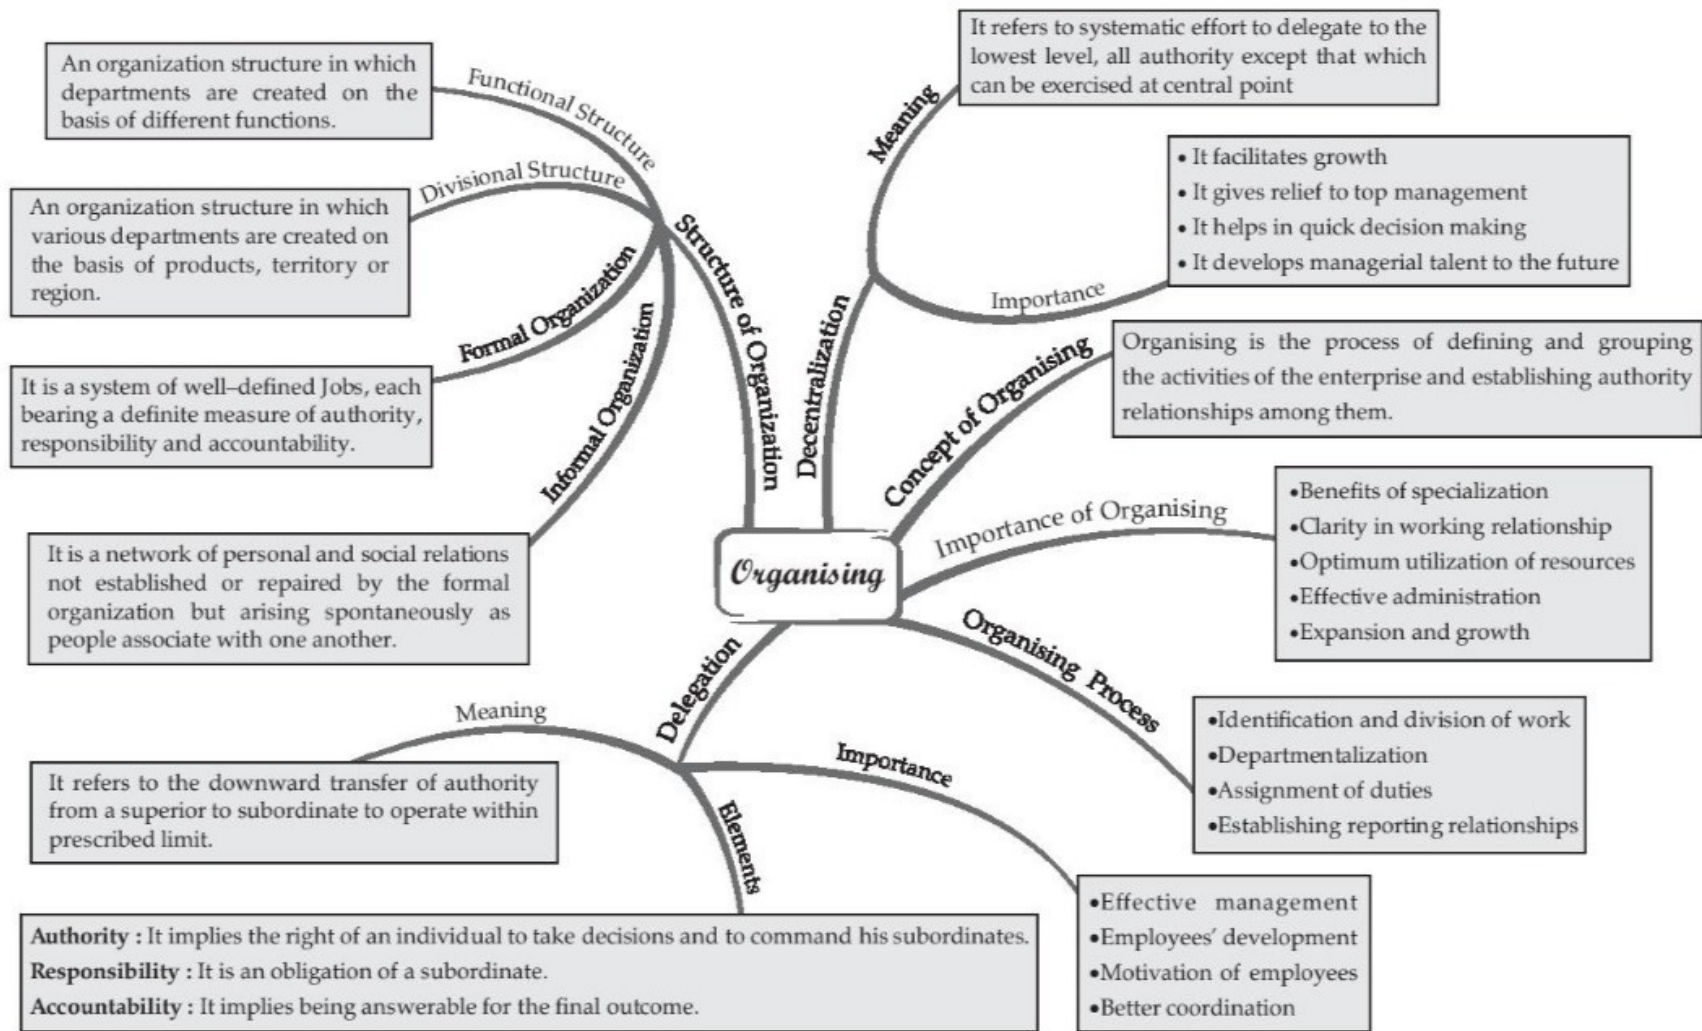 Organising
Structure of Organization
Functional Structure
An organization structure in which
departments are created on the
basis of different functions.
Divisional Structure
An organization structure in which
various departments are created on
the basis of products, territory or
region.
Formal Organization
It is a system of well–defined Jobs, each
bearing a definite measure of authority,
responsibility and accountability.
Informal Organization
It is a network of personal and social relations
not established or repaired by the formal
organization but arising spontaneously as
people associate with one another.
Decentralization
Meaning
It refers to systematic effort to delegate to the
lowest level, all authority except that which
can be exercised at central point
Importance
• It facilitates growth
• It gives relief to top management
• It helps in quick decision making
• It develops managerial talent to the future
Concept of Organising
Organising is the process of defining and grouping
the activities of the enterprise and establishing authority
relationships among them.
Importance of Organising
•Benefits of specialization
•Clarity in working relationship
•Optimum utilization of resources
•Effective administration
•Expansion and growth
Organising Process
•Identification and division of work
•Departmentalization
•Assignment of duties
•Establishing reporting relationships
Delegation
Meaning
It refers to the downward transfer of authority
from a superior to subordinate to operate within
prescribed limit.
Elements
Authority : It implies the right of an individual to take decisions and to command his subordinates.
Responsibility : It is an obligation of a subordinate.
Accountability : It implies being answerable for the final outcome.
Importance
•Effective management
•Employees' development
•Motivation of employees
•Better coordination